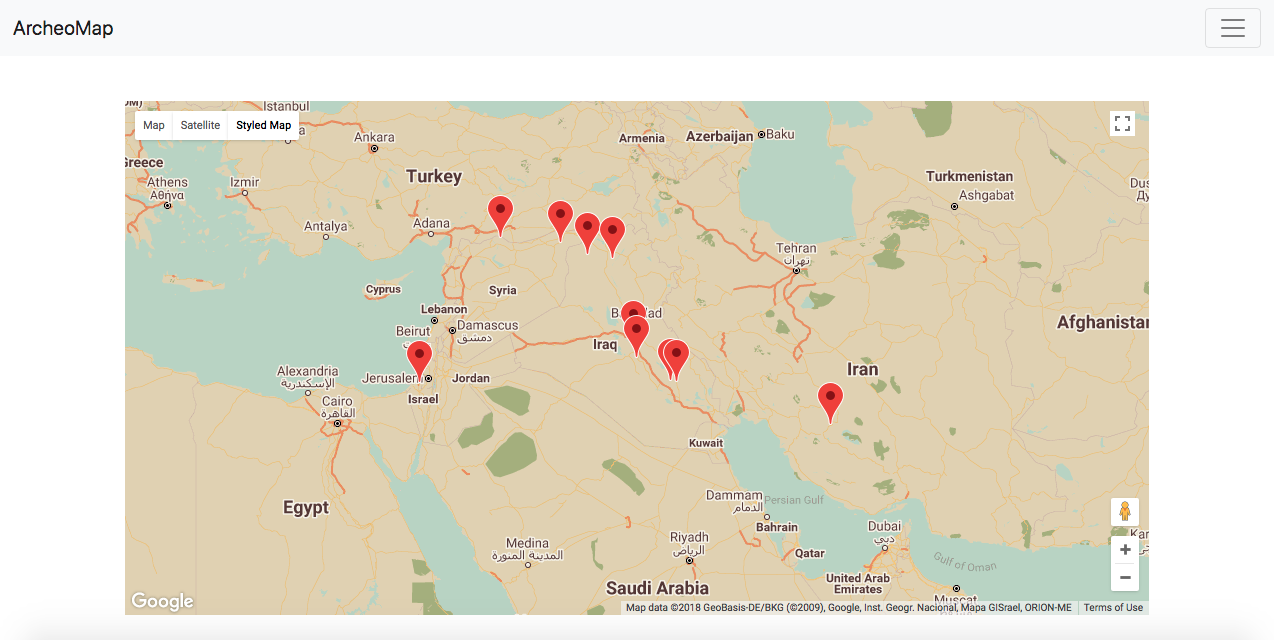 ArcheoMap
Istanbul
Map
Satellite
Styled Map
Ankara
Armenia
Azerbaijan
Baku
Greece
Turkey
Turkmenistan
Athens
Αθήνα
Izmir
Ashgabat
Antalya
Adana
Tehran
تهران
Cyprus
Syria
Lebanon
Beirut
Damascus
دمشق
Iraq
Afghanistan
Jerusalem
Jordan
Israel
Iran
Alexandria
الإسكندرية
Cairo
القاهرة
Kuwait
Egypt
Dammam
الدمام
Persian Gulf
Bahrain
Dubai
دبي
Medina
المدينة المنورة
Riyadh
الرياض
Qatar
Gulf of Oman
Saudi Arabia
United Arab
Emirates
Muscat
Google
Map data ©2018 GeoBasis-DE/BKG (©2009), Google, Inst. Geogr. Nacional, Mapa GISrael, ORION-ME
Terms of Use